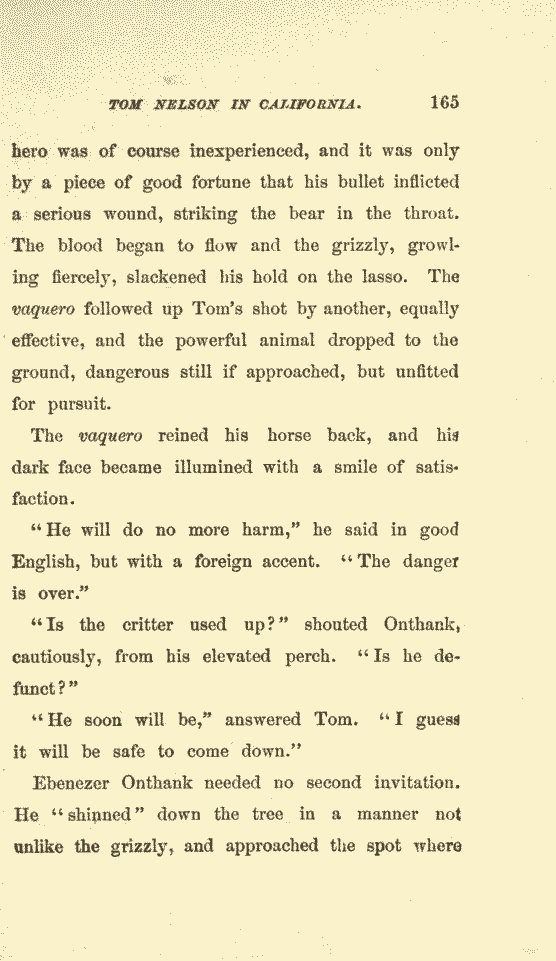 TOM NELSON IN CALIFORNIA. 165
hero was of course inexperienced, and it was only
by a piece of good fortune that his bullet inflicted
a serious wound, striking the bear in the throat.
The blood began to flow and the grizzly, growl-
ing fiercely, slackened his hold on the lasso. The
vaquero followed up Tom's shot by another, equally
effective, and the powerful animal dropped to the
ground, dangerous still if approached, but unfitted
for pursuit.
The vaquero reined his horse back, and his
dark face became illumined with a smile of satis-
faction.
“He will do no more harm,” he said in good
English, but with a foreign accent. “The danger
is over.”
“Is the critter used up?” shouted Onthank,
cautiously, from his elevated perch. “Is he de-
funct?”
“He soon will be,” answered Tom. “I guess
it will be safe to come down.”
Ebenezer Onthank needed no second invitation.
He “shinned” down the tree in a manner not
unlike the grizzly, and approached the spot where